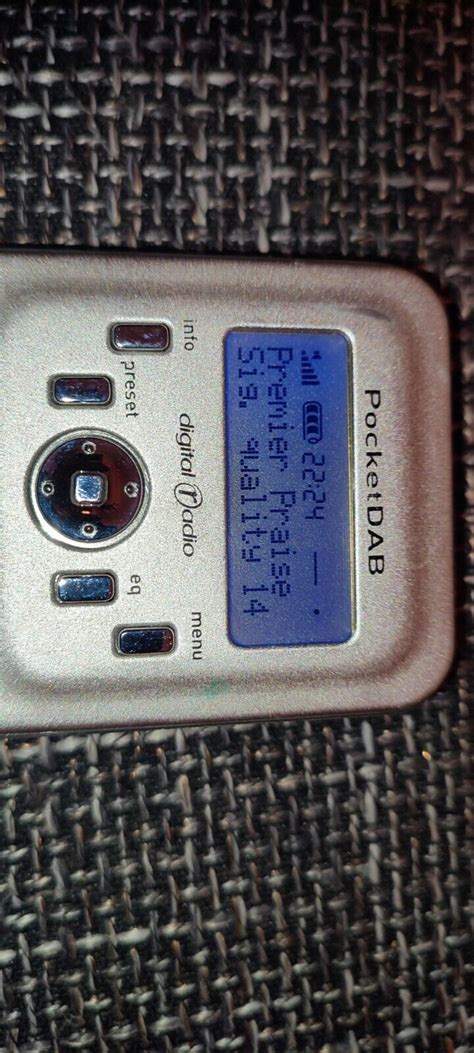 PocketDAB
22:24
Premier Praise
Sig. quality 14
info
menu
digital radio
preset
eq